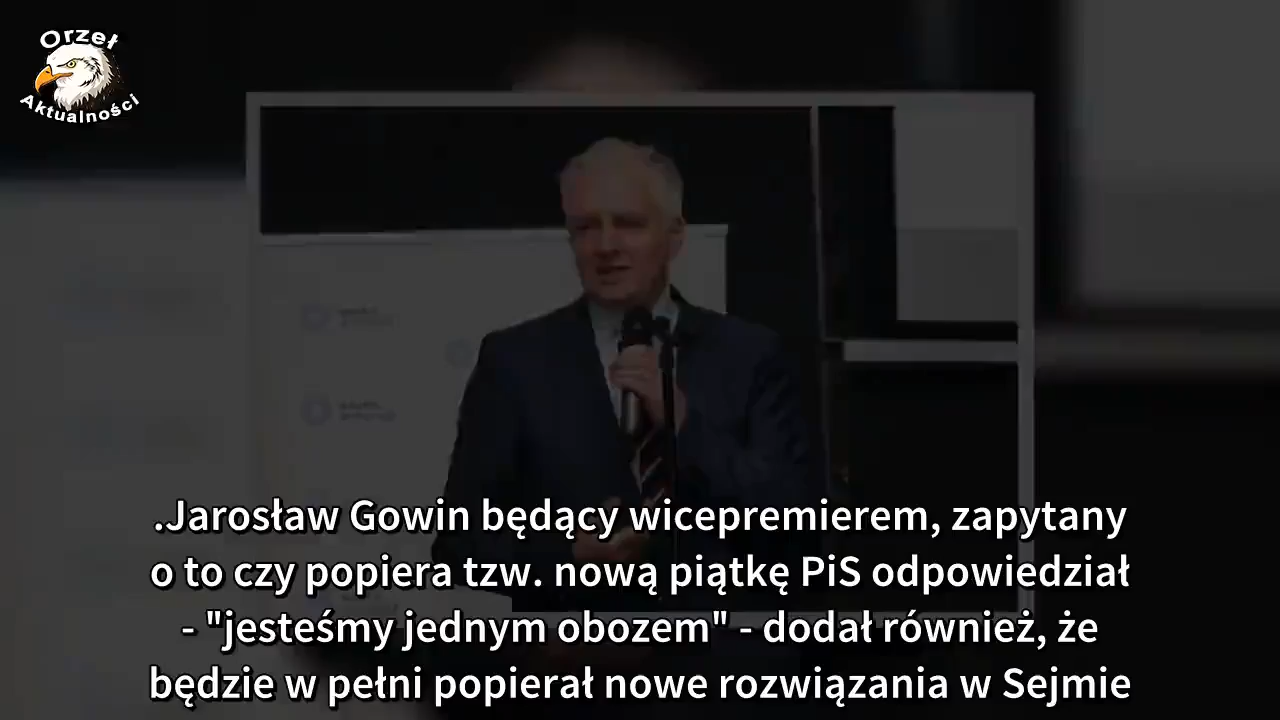 Orzeł
Aktualności
.Jarosław Gowin będący wicepremierem, zapytany
o to czy popiera tzw. nową piątkę PiS odpowiedział
- "jesteśmy jednym obozem" - dodał również, że
będzie w pełni popierał nowe rozwiązania w Sejmie